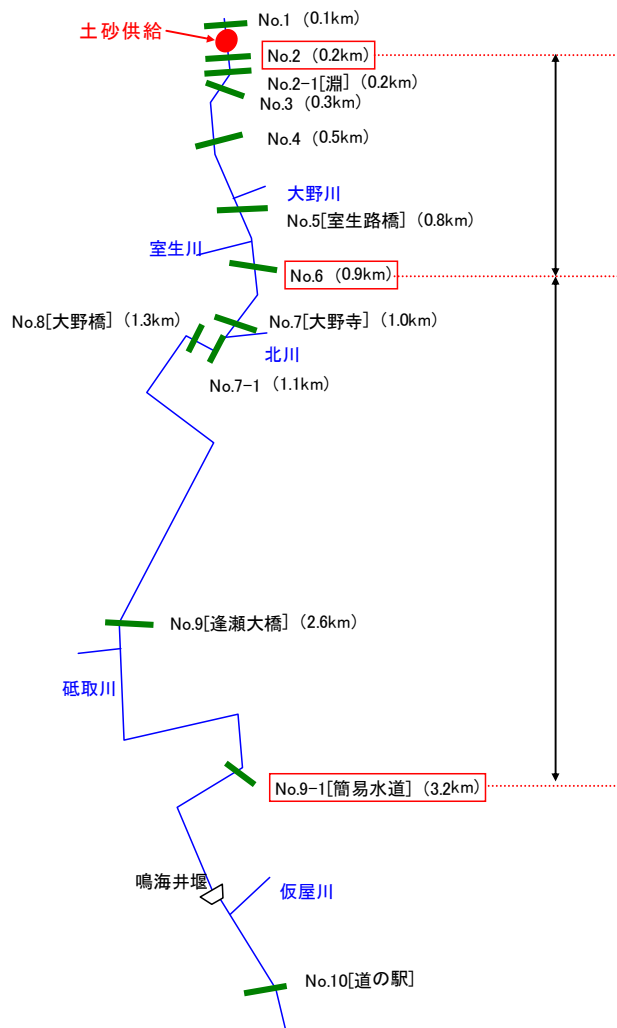 No.1 (0.1km)
土砂供給
No.2 (0.2km)
No.2-1[淵] (0.2km)
No.3 (0.3km)
No.4 (0.5km)
大野川
No.5[室生路橋] (0.8km)
室生川
No.6 (0.9km)
No.8[大野橋] (1.3km)
No.7[大野寺] (1.0km)
北川
No.7-1 (1.1km)
No.9[逢瀬大橋] (2.6km)
砥取川
No.9-1[簡易水道] (3.2km)
鳴海井堰
仮屋川
No.10[道の駅]